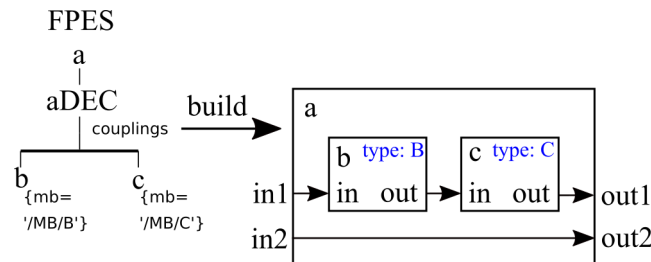 FPES
a
aDEC
couplings
b
{mb=
'/MB/B'}
c
{mb=
'/MB/C'}
build
a
b type: B
in out
c type: C
in out
in1
out1
in2
out2